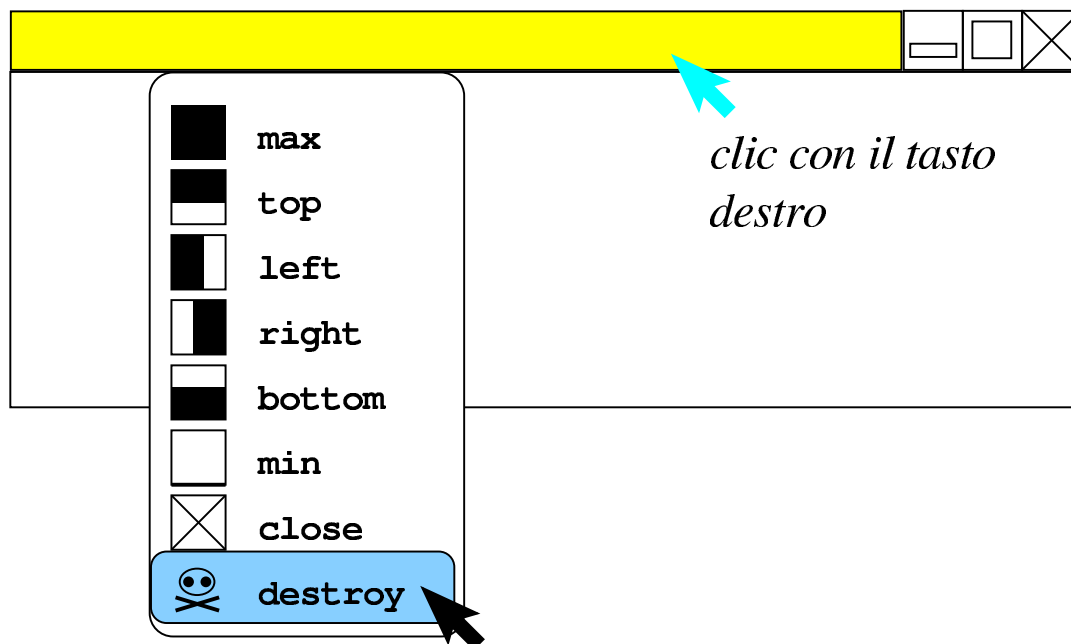 clic con il tasto
destro
max
top
left
right
bottom
min
close
destroy